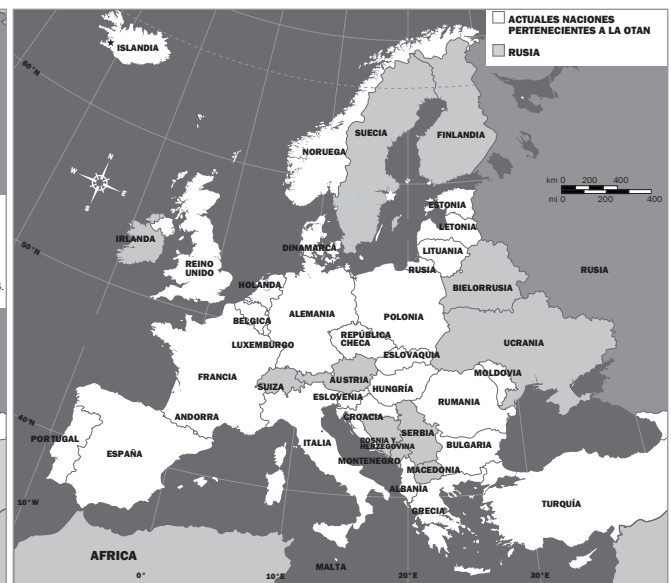 ACTUALES NACIONES
PERTENECIENTES A LA OTAN
RUSIA
ISLANDIA
60°N
N
W
E
S
SUECIA
FINLANDIA
NORUEGA
km 0 200 400
mi 0 200 400
ESTONIA
LETONIA
IRLANDA
50°N
REINO
UNIDO
DINAMARCA
LITUANIA
RUSIA
RUSIA
BIELORRUSIA
HOLANDA
ALEMANIA
POLONIA
BELGICA
REPÚBLICA
CHECA
UCRANIA
LUXEMBURGO
ESLOVAQUIA
MOLDOVIA
FRANCIA
SUIZA
AUSTRIA
HUNGRÍA
ESLOVENIA
RUMANIA
40°N
ANDORRA
CROACIA
SERBIA
PORTUGAL
ESPAÑA
ITALIA
BOSNIA Y
HERZEGOVINA
BULGARIA
MONTENEGRO
MACEDONIA
ALBANIA
10°W
GRECIA
TURQUÍA
AFRICA
MALTA
0°
10°E
20°E
30°E
s.